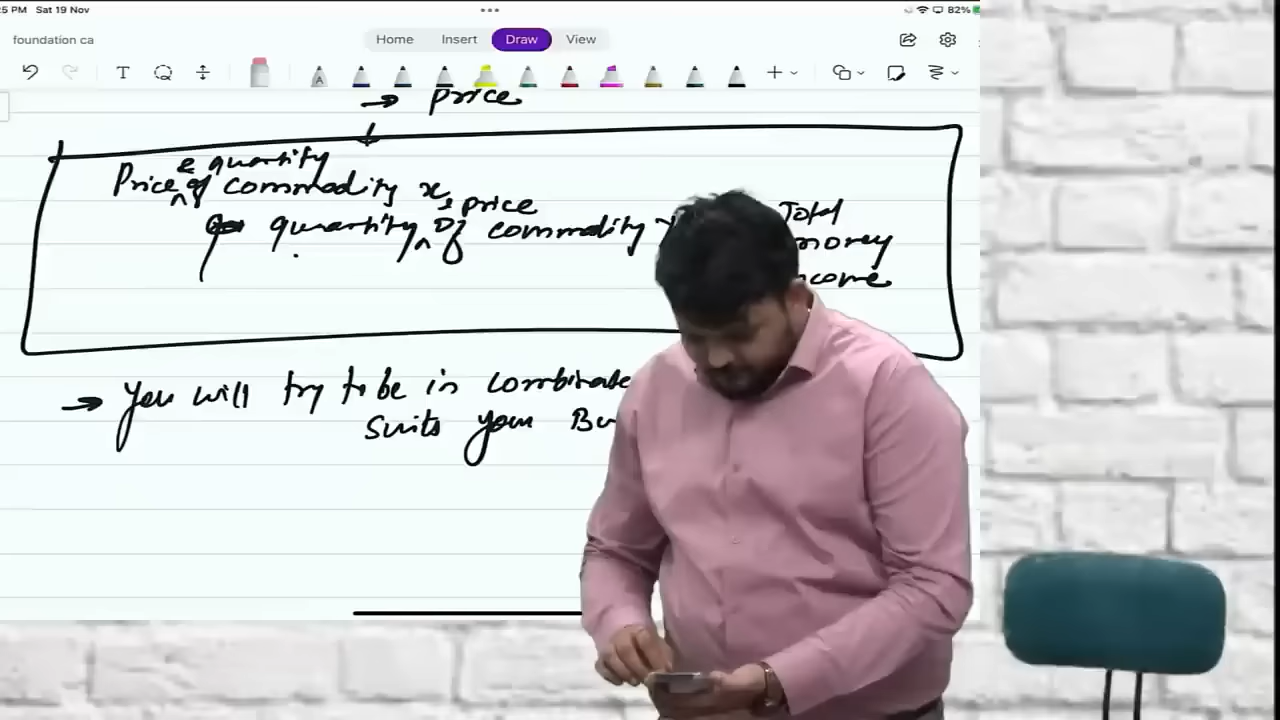 5 PM Sat 19 Nov
82%
foundation ca
Home Insert Draw View
→ Price
& quantity
Price of commodity x,
& price
quantity of commodity y
Total
money
income
→ you will try to be in
suits your